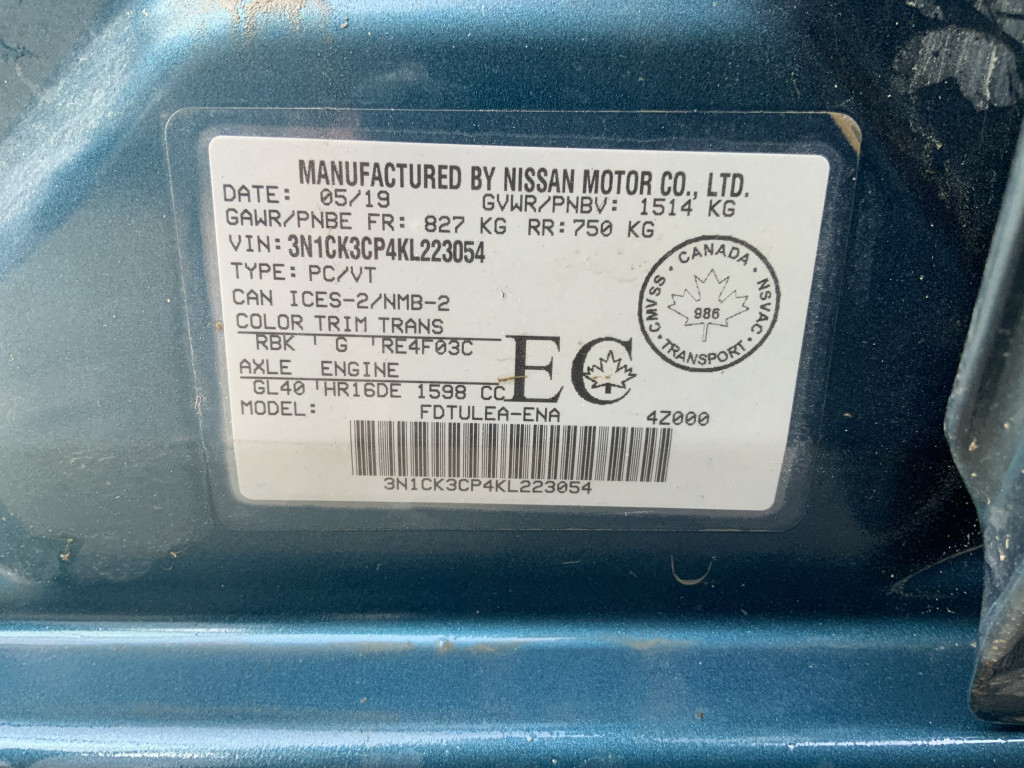 MANUFACTURED BY NISSAN MOTOR CO., LTD.
DATE: 05/19 GVWR/PNBV: 1514 KG
GAWR/PNBE FR: 827 KG RR:750 KG
VIN: 3N1CK3CP4KL223054
TYPE: PC/VT
CAN ICES-2/NMB-2
COLOR TRIM TRANS
RBK G RE4F03C
AXLE ENGINE
GL40 HR16DE 1598 CC
MODEL: FDTULEA-ENA 4Z000
3N1CK3CP4KL223054
EC
CMVSS · CANADA · NSVAC · TRANSPORT ·
986